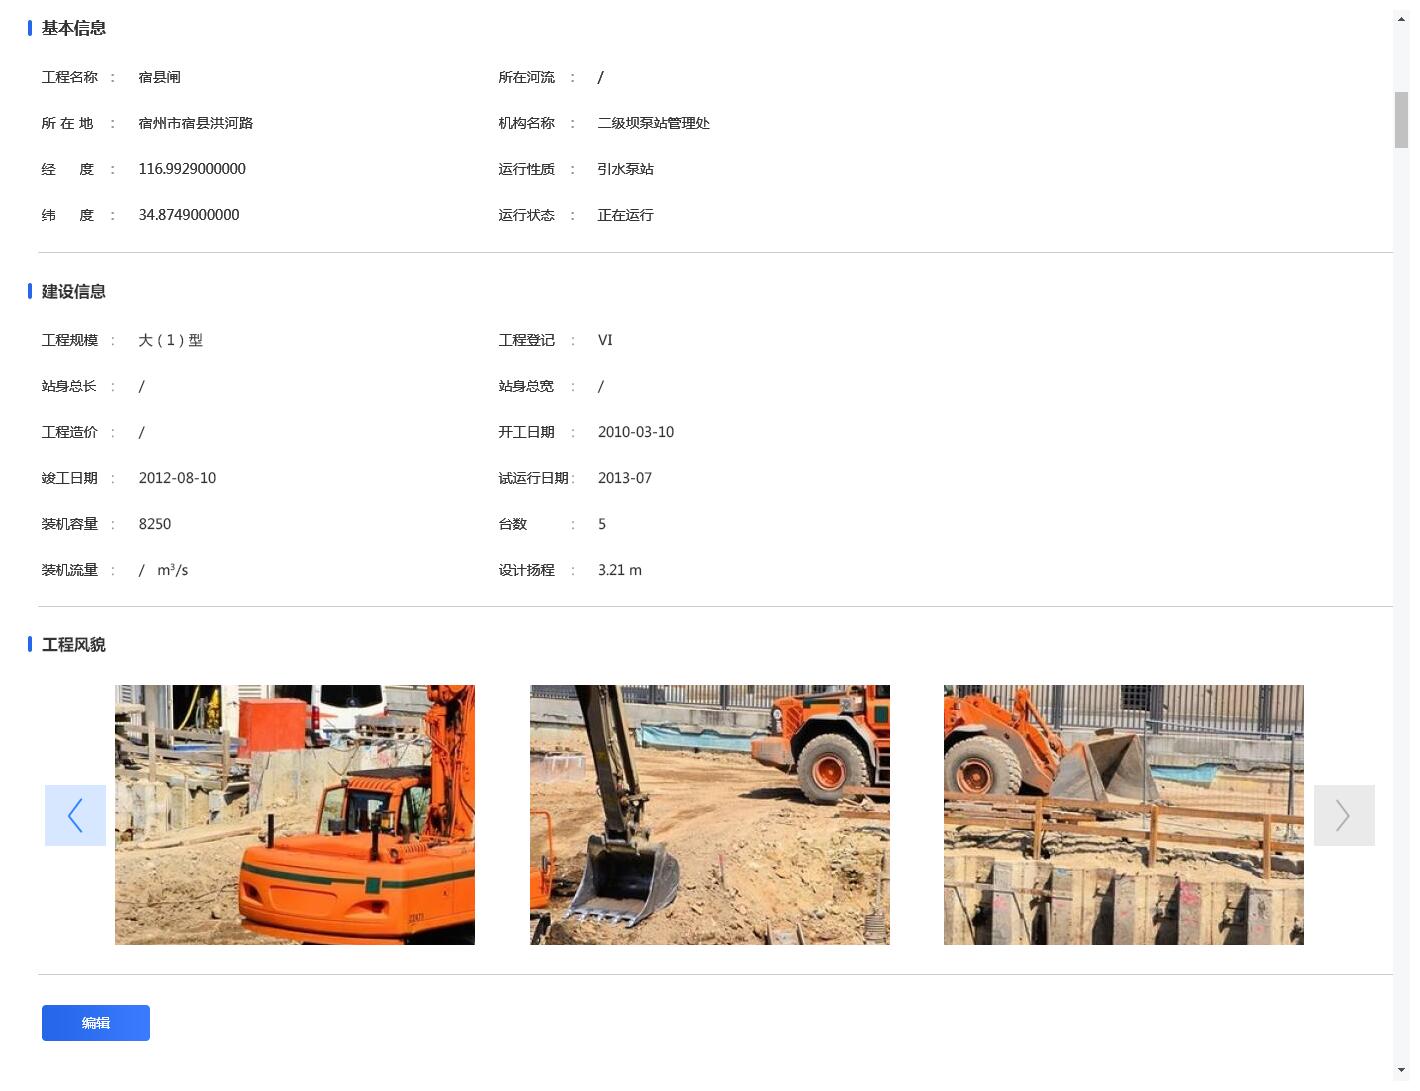 基本信息
工程名称 : 宿县闸 所在河流 : /
所 在 地 : 宿州市宿县洪河路 机构名称 : 二级坝泵站管理处
经 度 : 116.9929000000 运行性质 : 引水泵站
纬 度 : 34.8749000000 运行状态 : 正在运行
建设信息
工程规模 : 大（1）型 工程登记 : VI
站身总长 : / 站身总宽 : /
工程造价 : / 开工日期 : 2010-03-10
竣工日期 : 2012-08-10 试运行日期 : 2013-07
装机容量 : 8250 台数 : 5
装机流量 : / m³/s 设计扬程 : 3.21 m
工程风貌
编辑